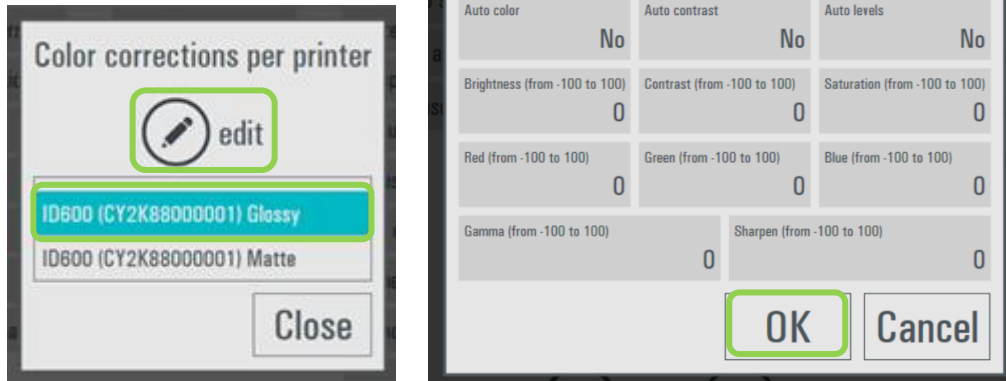 Color corrections per printer
edit
ID600 (CY2K88000001) Glossy
ID600 (CY2K88000001) Matte
Close
Auto color
No
Auto contrast
No
Auto levels
No
Brightness (from -100 to 100)
0
Contrast (from -100 to 100)
0
Saturation (from -100 to 100)
0
Red (from -100 to 100)
0
Green (from -100 to 100)
0
Blue (from -100 to 100)
0
Gamma (from -100 to 100)
0
Sharpen (from -100 to 100)
0
OK
Cancel